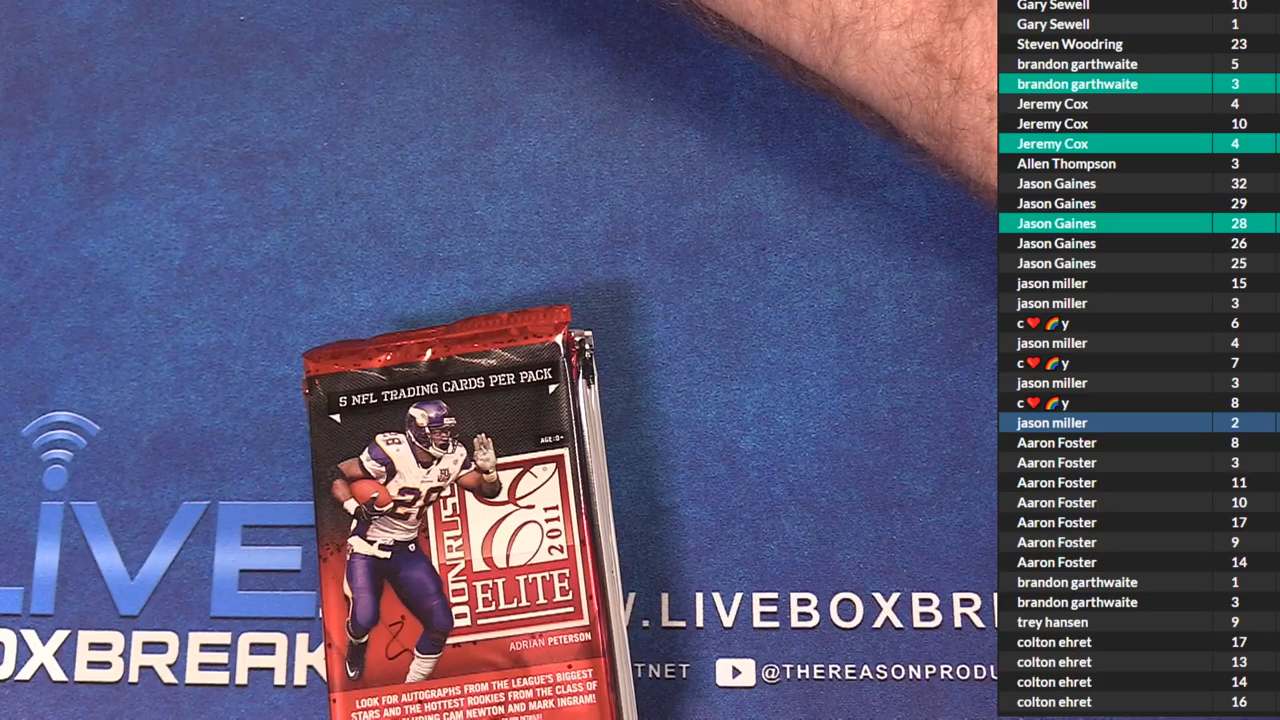 5 NFL TRADING CARDS PER PACK
AGES:
28
28
DONRUSS
E
2011
ELITE
ADRIAN PETERSON
2
LOOK FOR AUTOGRAPHS FROM THE LEAGUE'S BIGGEST
STARS AND THE HOTTEST ROOKIES FROM THE CLASS OF
CAM NEWTON AND MARK INGRAM!
LIVE
OXBREAK
W.LIVEBOXBR
TNET
@THEREASONPRODU
Gary Sewell 10
Gary Sewell 1
Steven Woodring 23
brandon garthwaite 5
brandon garthwaite 3
Jeremy Cox 4
Jeremy Cox 10
Jeremy Cox 4
Allen Thompson 3
Jason Gaines 32
Jason Gaines 29
Jason Gaines 28
Jason Gaines 26
Jason Gaines 25
jason miller 15
jason miller 3
c❤️🌈y 6
jason miller 4
c❤️🌈y 7
jason miller 3
c❤️🌈y 8
jason miller 2
Aaron Foster 8
Aaron Foster 3
Aaron Foster 11
Aaron Foster 10
Aaron Foster 17
Aaron Foster 9
Aaron Foster 14
brandon garthwaite 1
brandon garthwaite 3
trey hansen 9
colton ehret 17
colton ehret 13
colton ehret 14
colton ehret 16